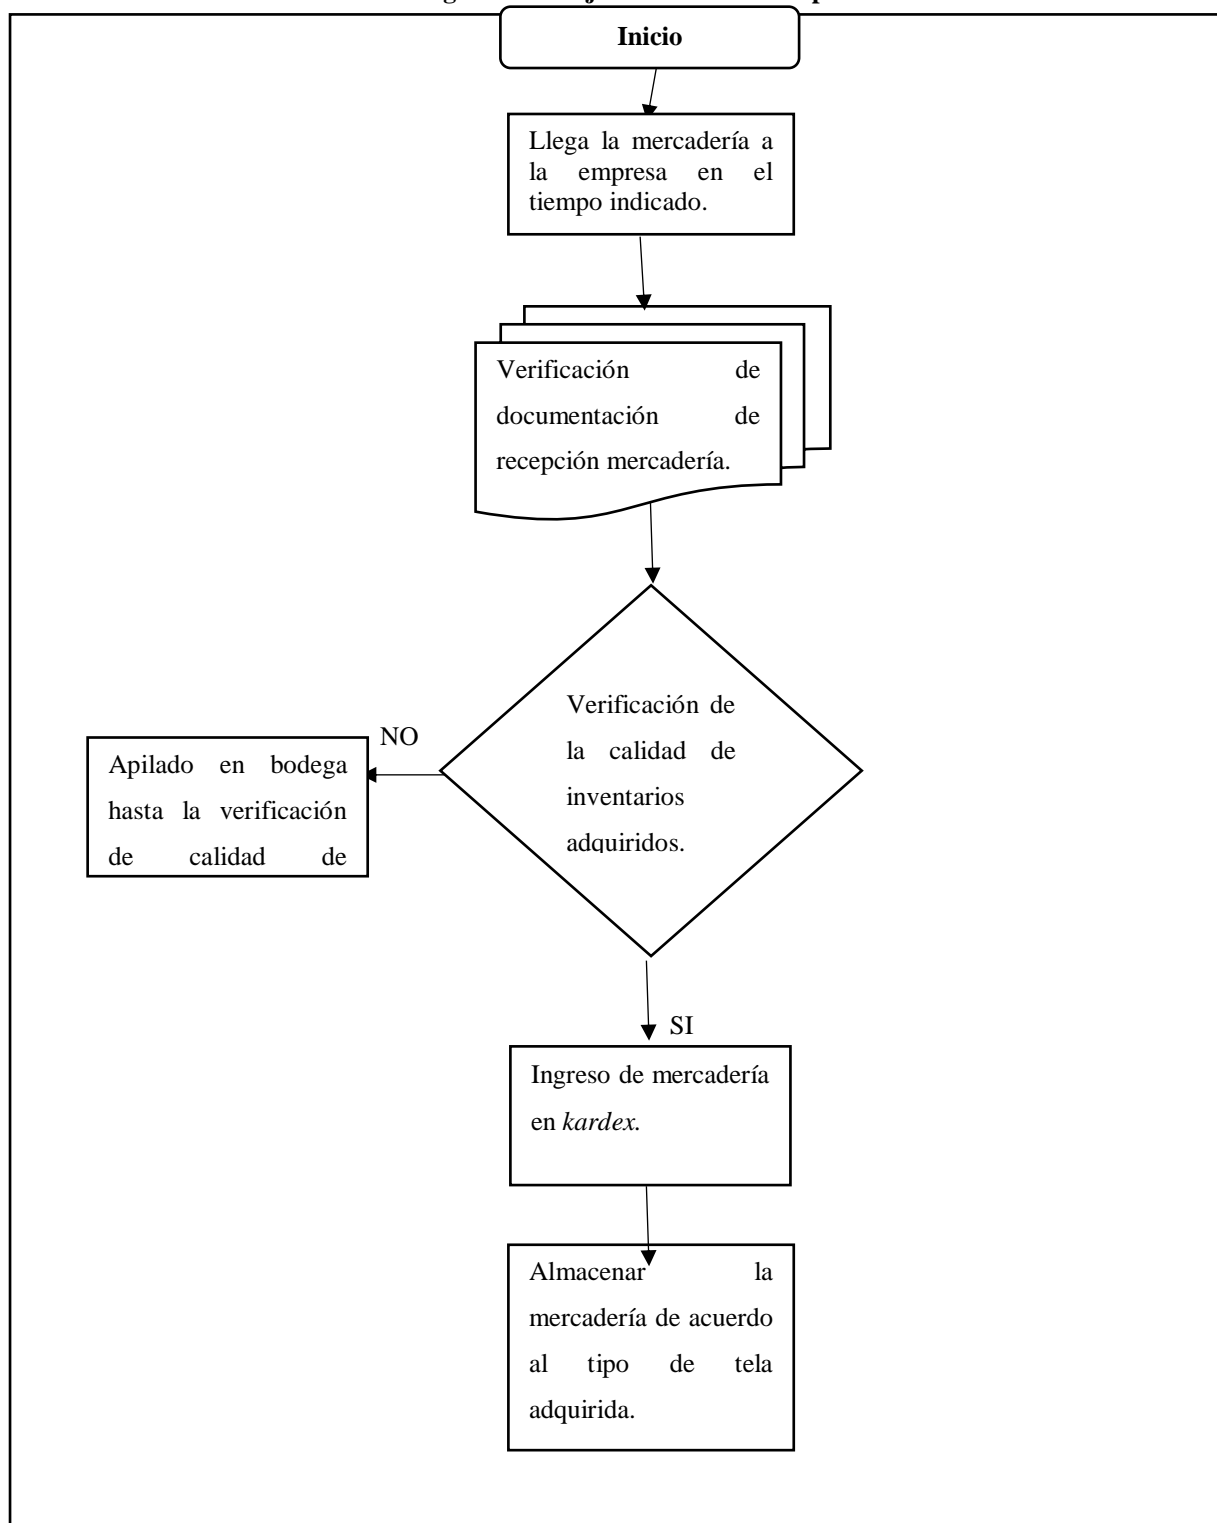 Inicio
Llega la mercadería a
la empresa en el
tiempo indicado.
Verificación de
documentación de
recepción mercadería.
Verificación de
la calidad de
inventarios
adquiridos.
NO
Apilado en bodega
hasta la verificación
de calidad de
SI
Ingreso de mercadería
en kardex.
Almacenar la
mercadería de acuerdo
al tipo de tela
adquirida.